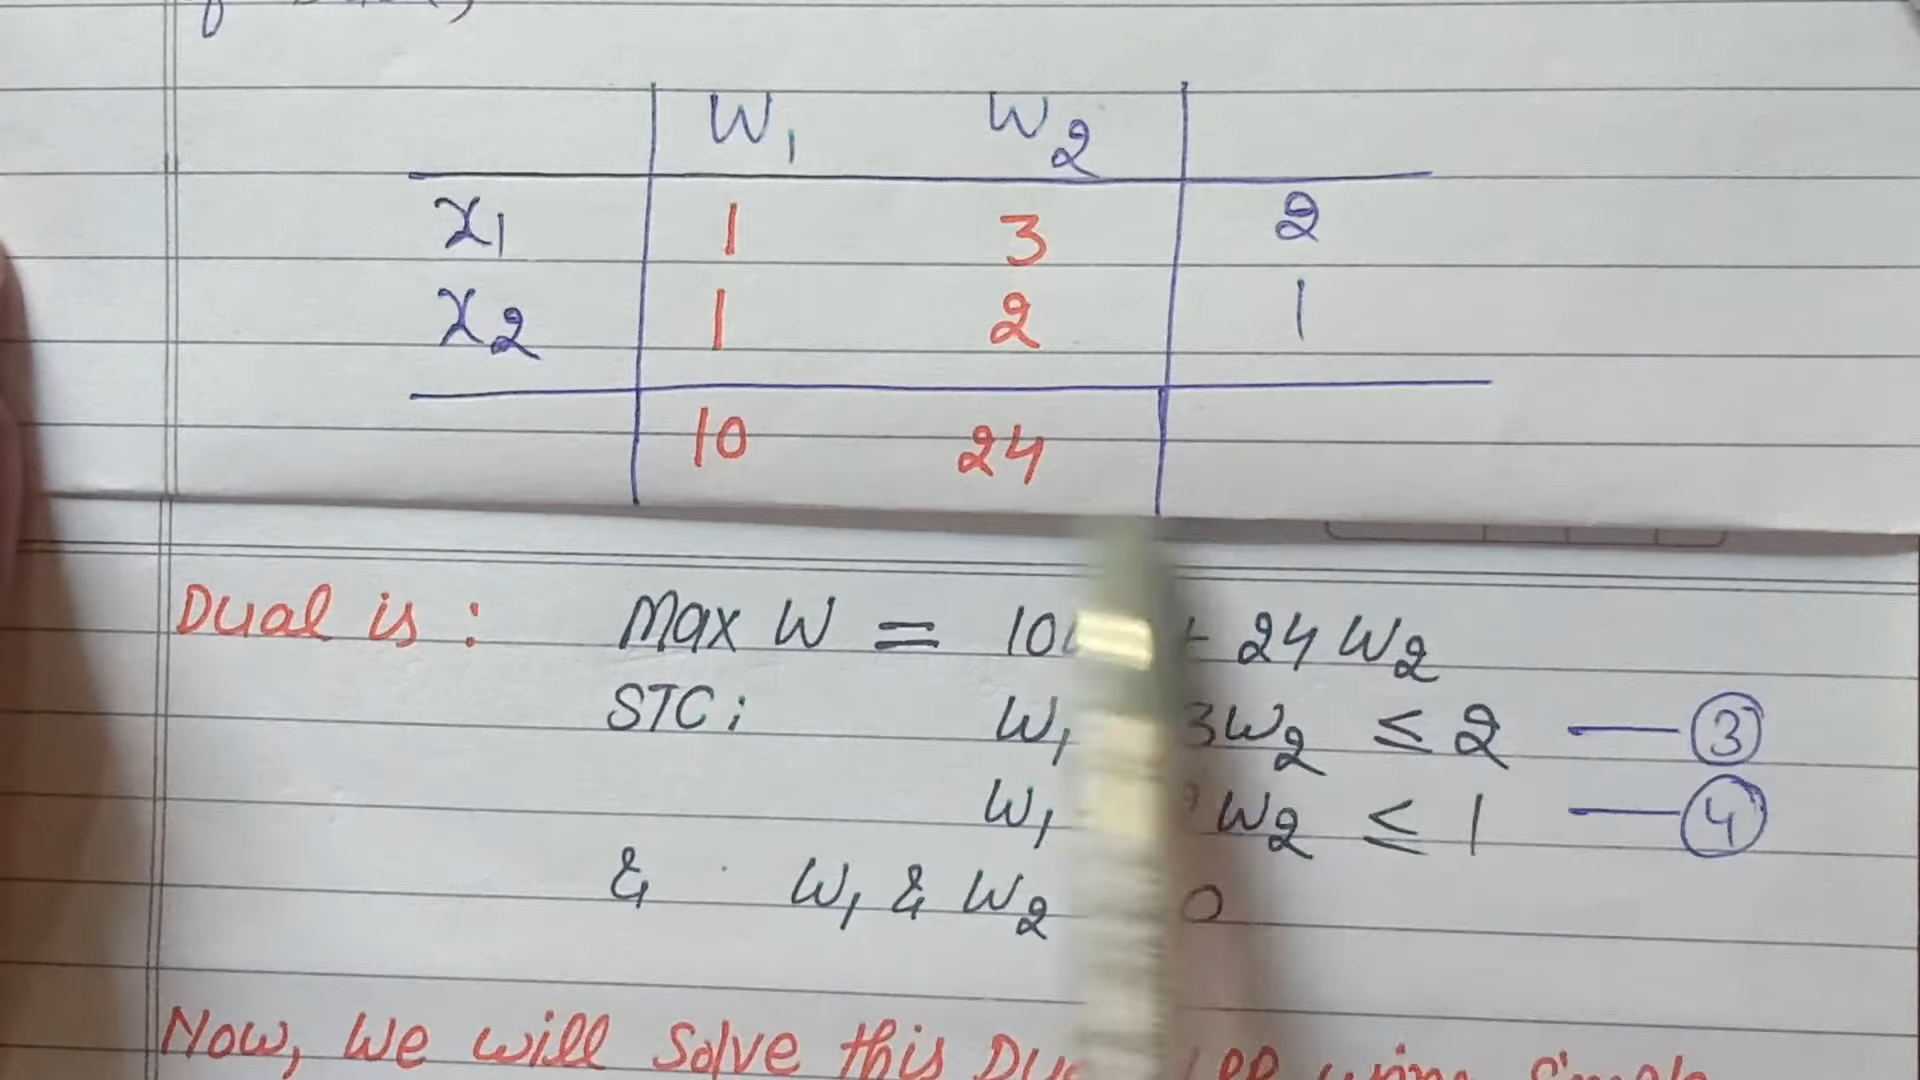 W1 W2
x1 1 3 2
x2 1 2 1
10 24
Dual is : Max W = 10 + 24 W2
STC: W1 3W2 ≤ 2 — ③
W1 W2 ≤ 1 — ④
& W1 & W2 0
Now, We will Solve this